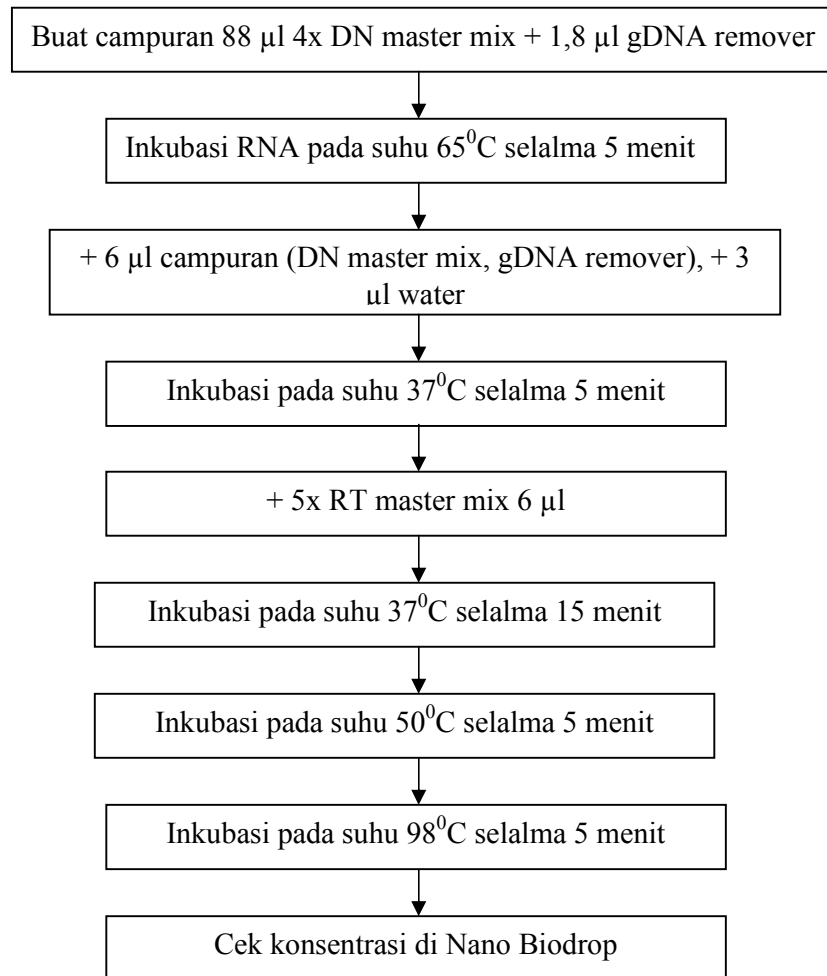 Buat campuran 88 µl 4x DN master mix + 1,8 µl gDNA remover
Inkubasi RNA pada suhu 65⁰C selalma 5 menit
+ 6 µl campuran (DN master mix, gDNA remover), + 3
µl water
Inkubasi pada suhu 37⁰C selalma 5 menit
+ 5x RT master mix 6 µl
Inkubasi pada suhu 37⁰C selalma 15 menit
Inkubasi pada suhu 50⁰C selalma 5 menit
Inkubasi pada suhu 98⁰C selalma 5 menit
Cek konsentrasi di Nano Biodrop